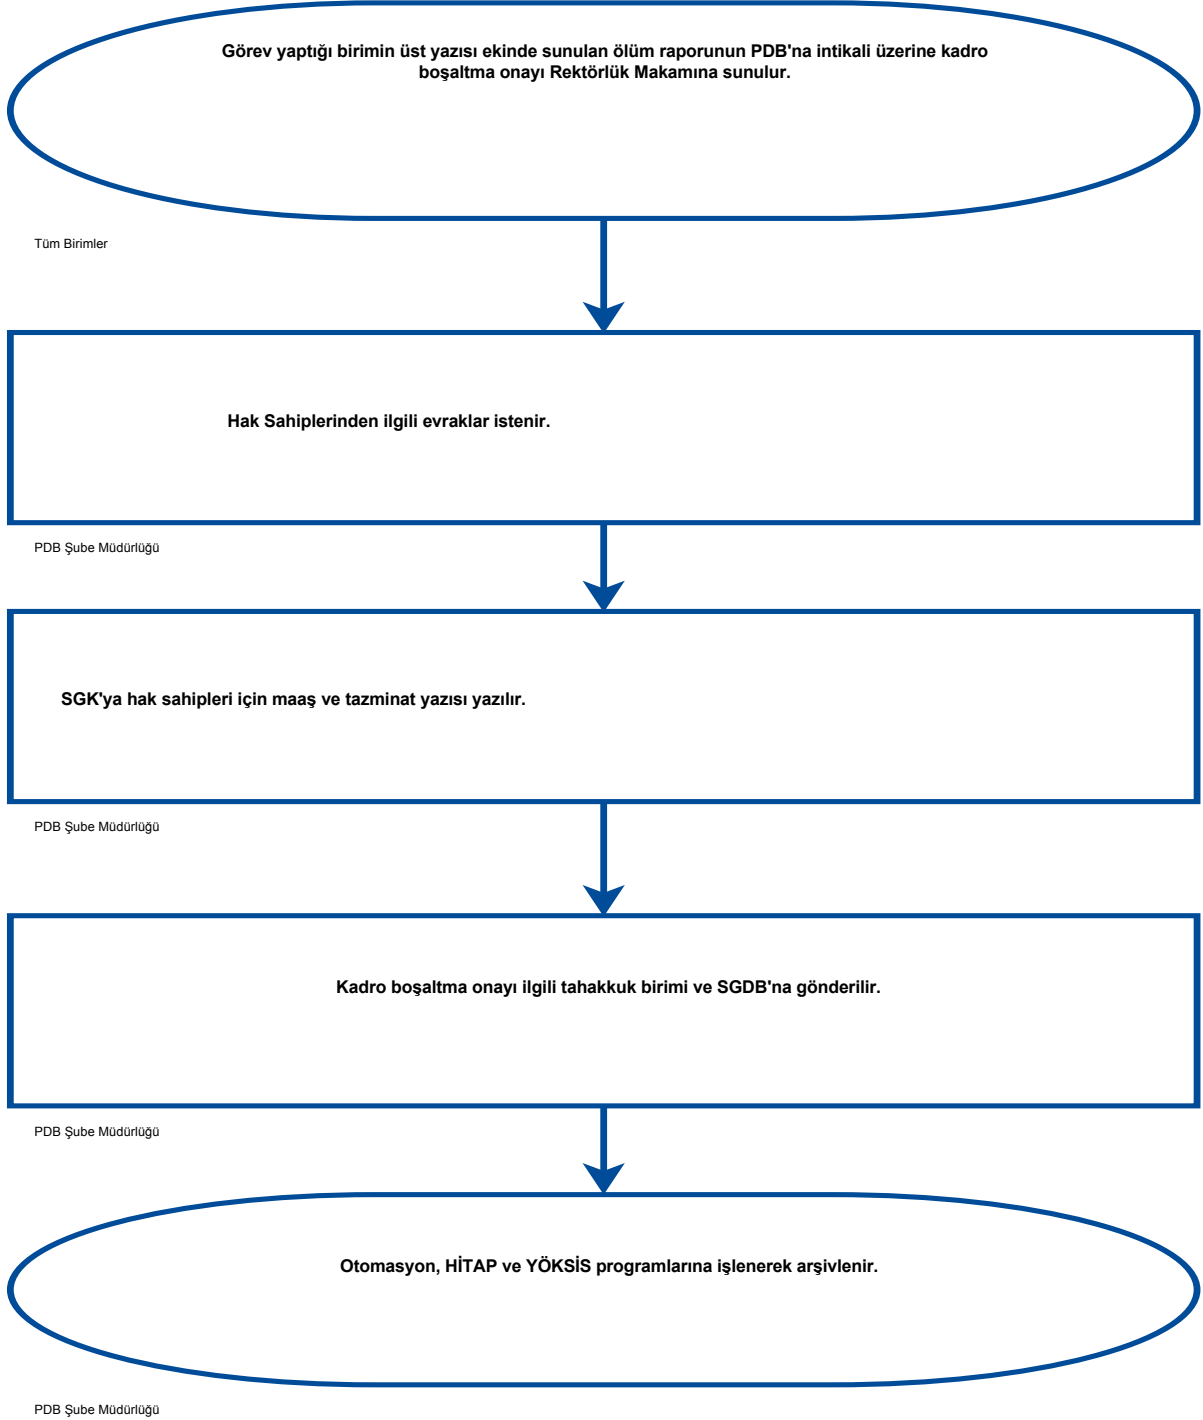 Görev yaptığı birimin üst yazısı ekinde sunulan ölüm raporunun PDB'na intikali üzerine kadro
boşaltma onayı Rektörlük Makamına sunulur.
Tüm Birimler
Hak Sahiplerinden ilgili evraklar istenir.
PDB Şube Müdürlüğü
SGK'ya hak sahipleri için maaş ve tazminat yazısı yazılır.
PDB Şube Müdürlüğü
Kadro boşaltma onayı ilgili tahakkuk birimi ve SGDB'na gönderilir.
PDB Şube Müdürlüğü
Otomasyon, HİTAP ve YÖKSİS programlarına işlenerek arşivlenir.
PDB Şube Müdürlüğü